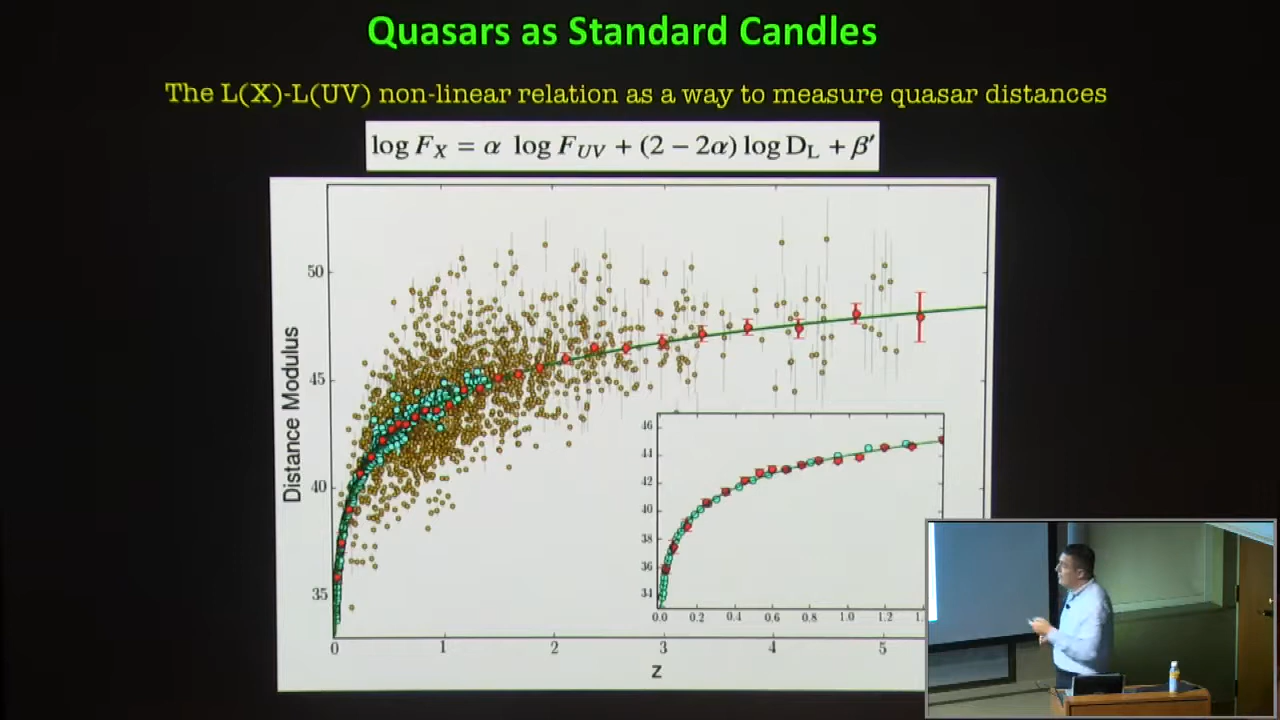 Quasars as Standard Candles
The L(X)-L(UV) non-linear relation as a way to measure quasar distances
log F_X = α log F_UV + (2 − 2α) log D_L + β′
50
45
40
35
Distance Modulus
0 1 2 3 4 5
z
46
44
42
40
38
36
34
0.0 0.2 0.4 0.6 0.8 1.0 1.2 1.